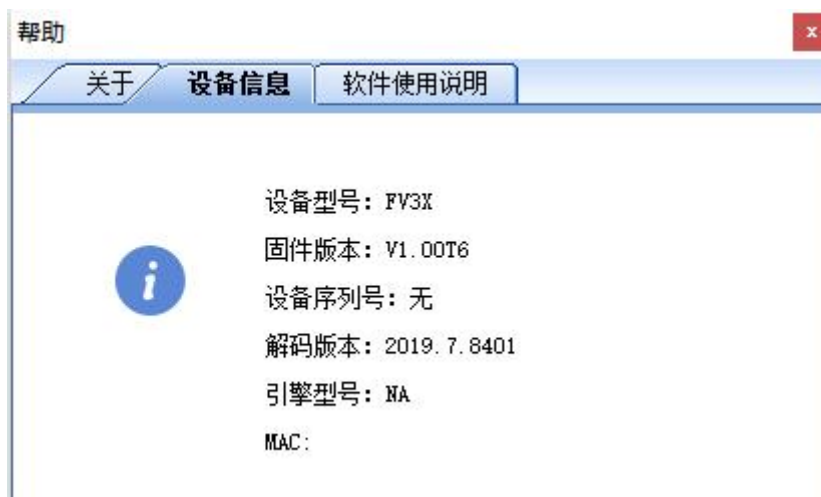 帮助
关于 设备信息 软件使用说明
设备型号：FV3X
固件版本：V1.00T6
设备序列号：无
解码版本：2019.7.8401
引擎型号：NA
MAC: